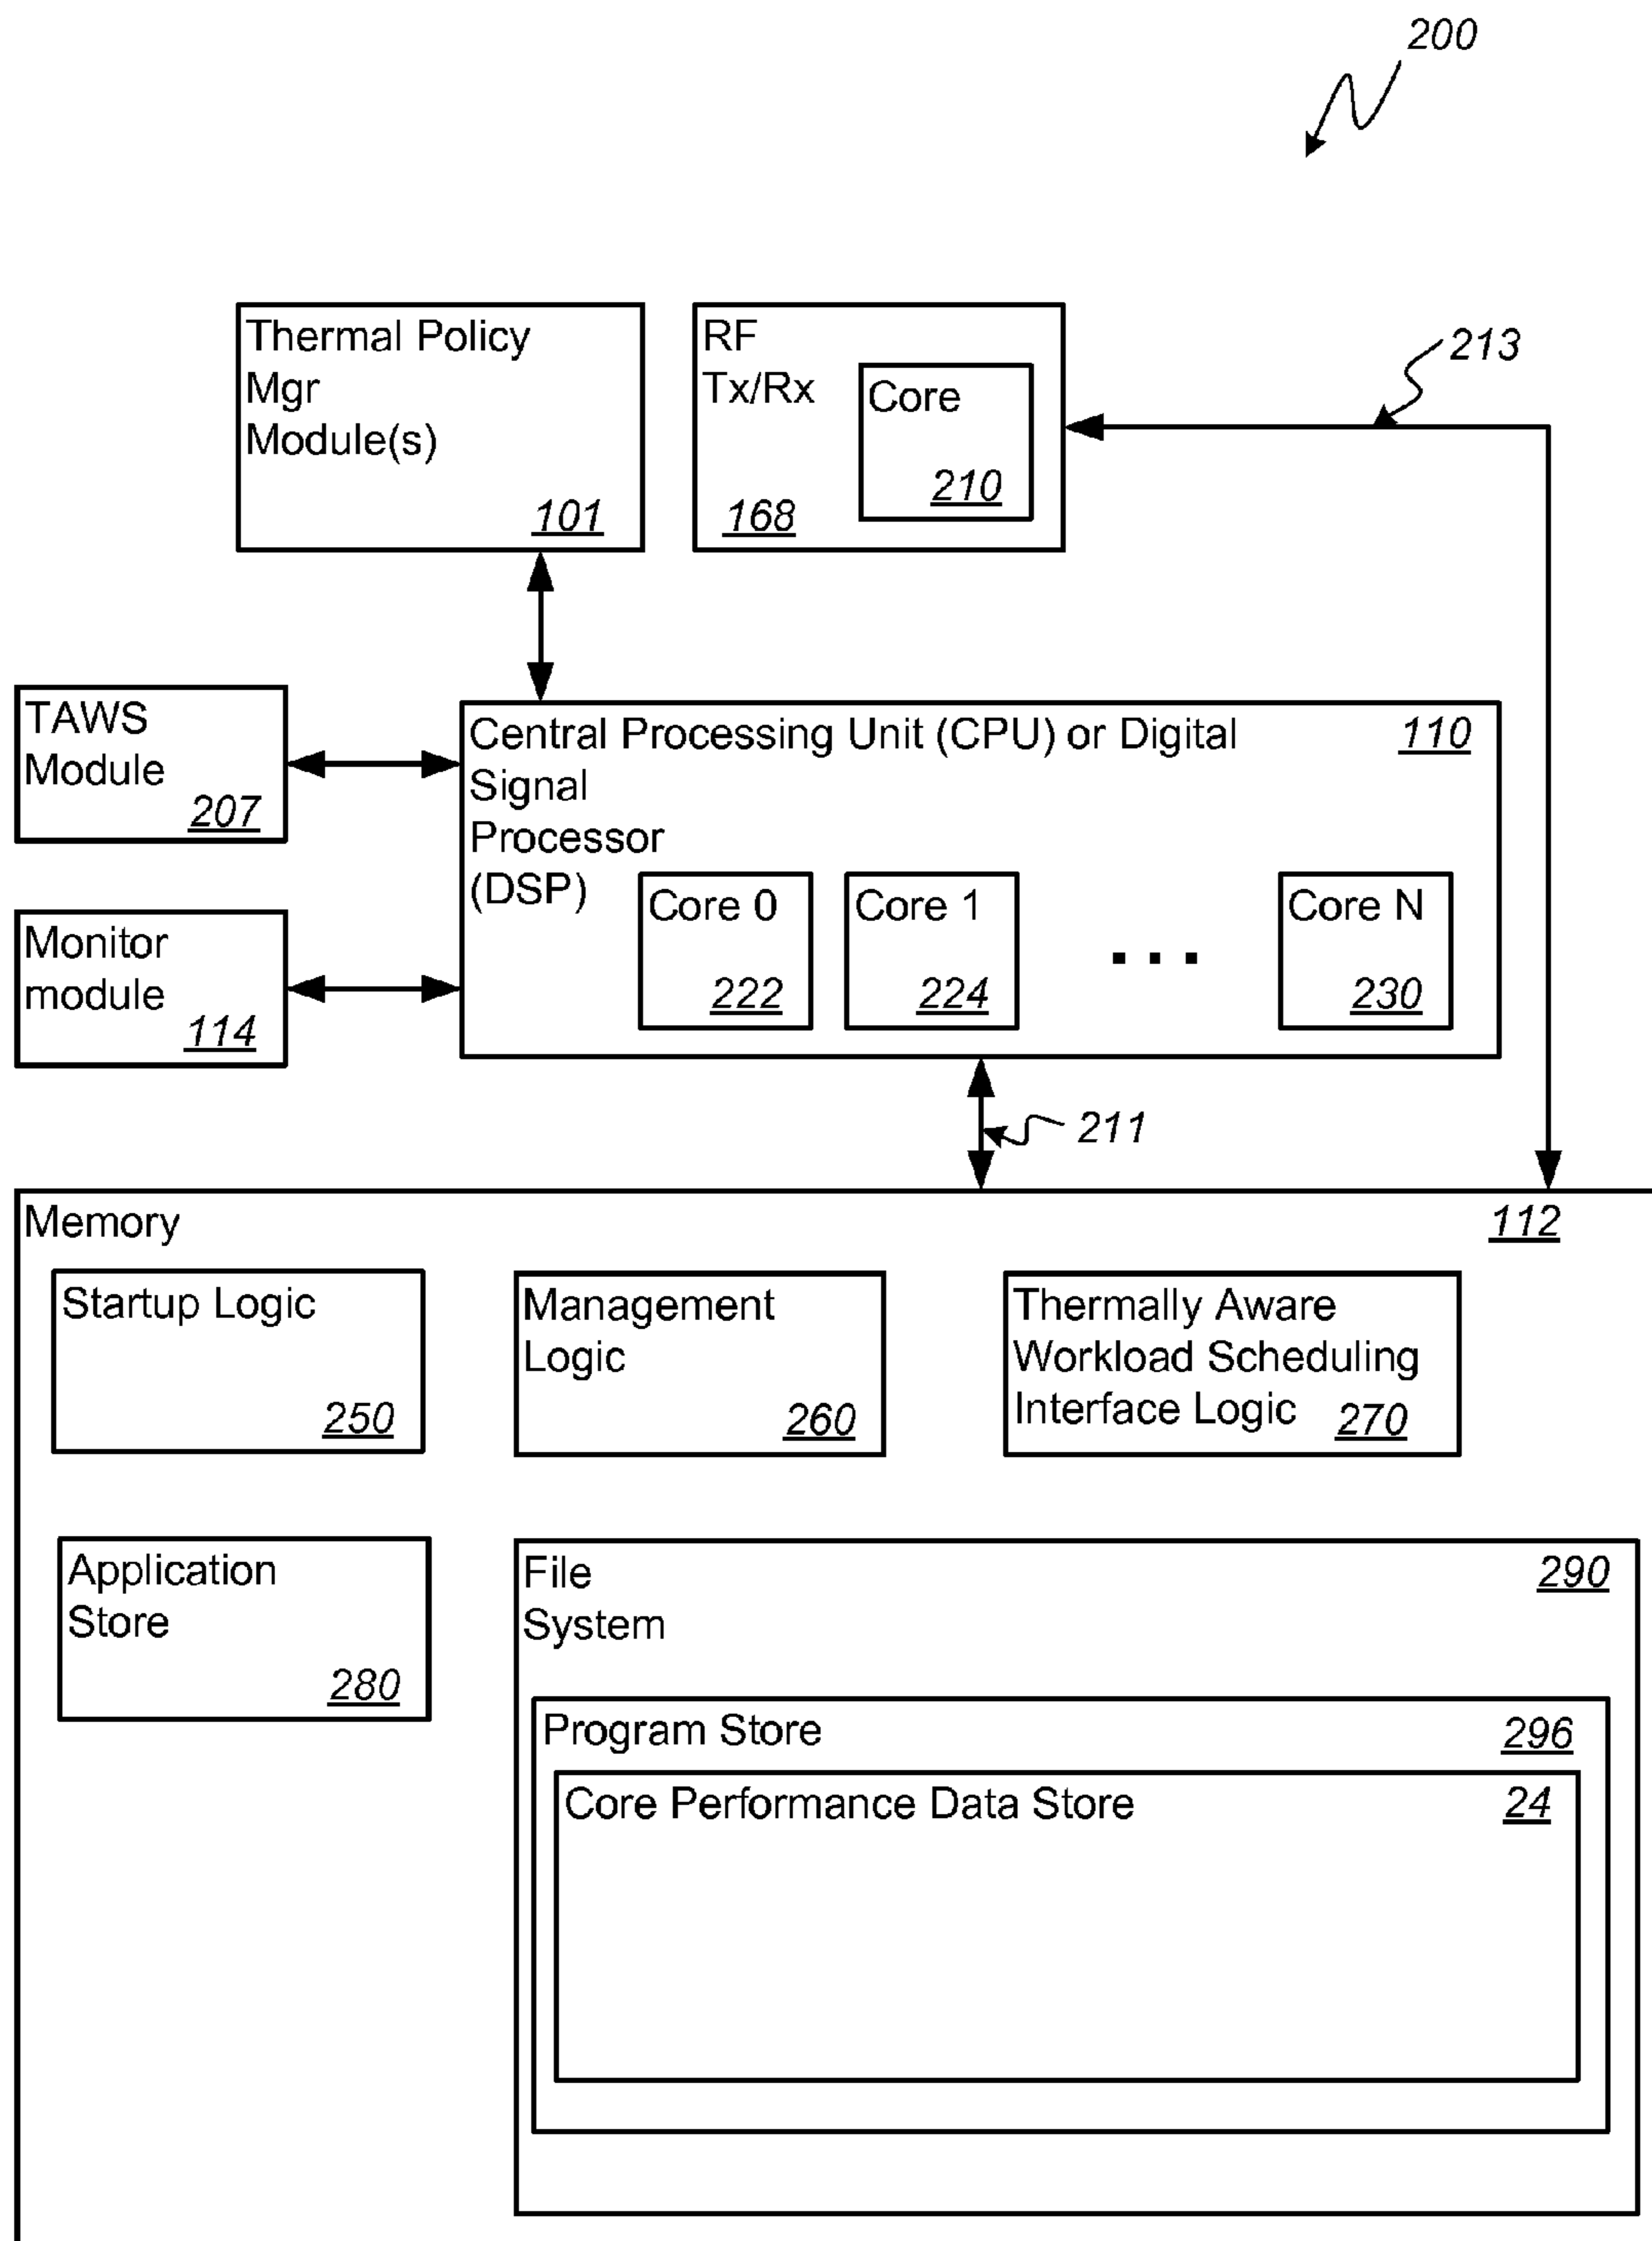 200
Thermal Policy
Mgr
Module(s)
101
RF
Tx/Rx
168
Core
210
213
TAWS
Module
207
Central Processing Unit (CPU) or Digital
Signal
Processor
(DSP)
110
Core 0
222
Core 1
224
. . .
Core N
230
Monitor
module
114
211
Memory
112
Startup Logic
250
Management
Logic
260
Thermally Aware
Workload Scheduling
Interface Logic 270
Application
Store
280
File
System
290
Program Store
296
Core Performance Data Store
24